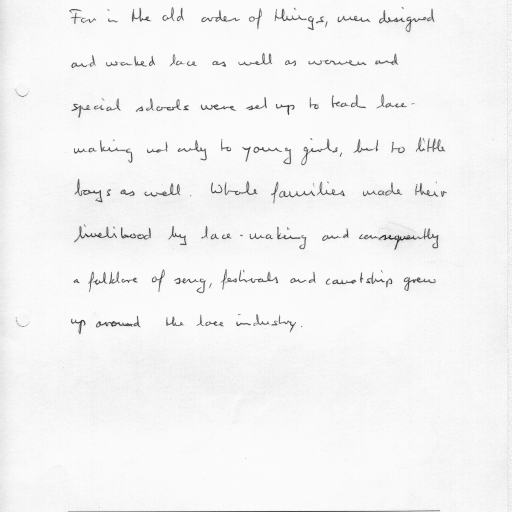 For in the old order of things, men designed
and worked lace as well as women and
special schools were set up to teach lace-
making not only to young girls, but to little
boys as well. Whole families made their
livelihood by lace-making and consequently
a folklore of song, festivals and courtship grew
up around the lace industry.